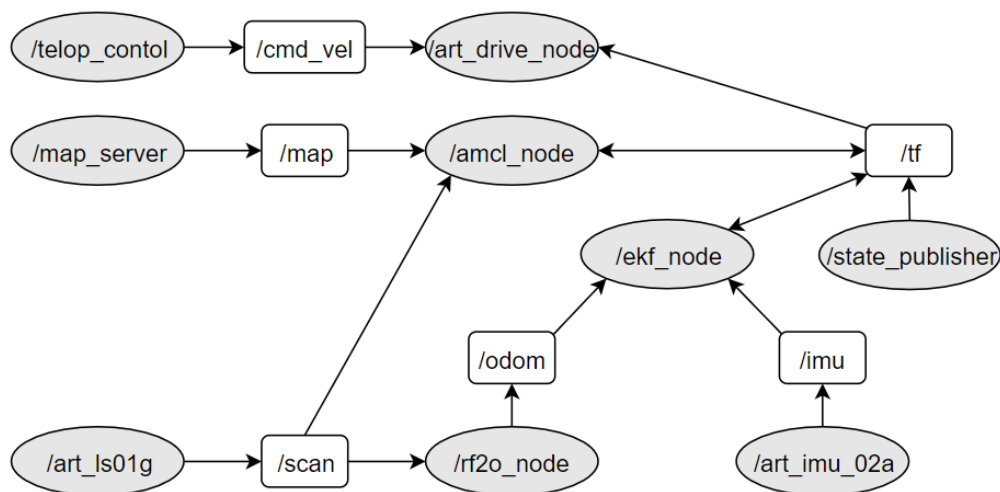 /telop_contol
/cmd_vel
/art_drive_node
/map_server
/map
/amcl_node
/tf
/ekf_node
/state_publisher
/odom
/imu
/art_ls01g
/scan
/rf2o_node
/art_imu_02a